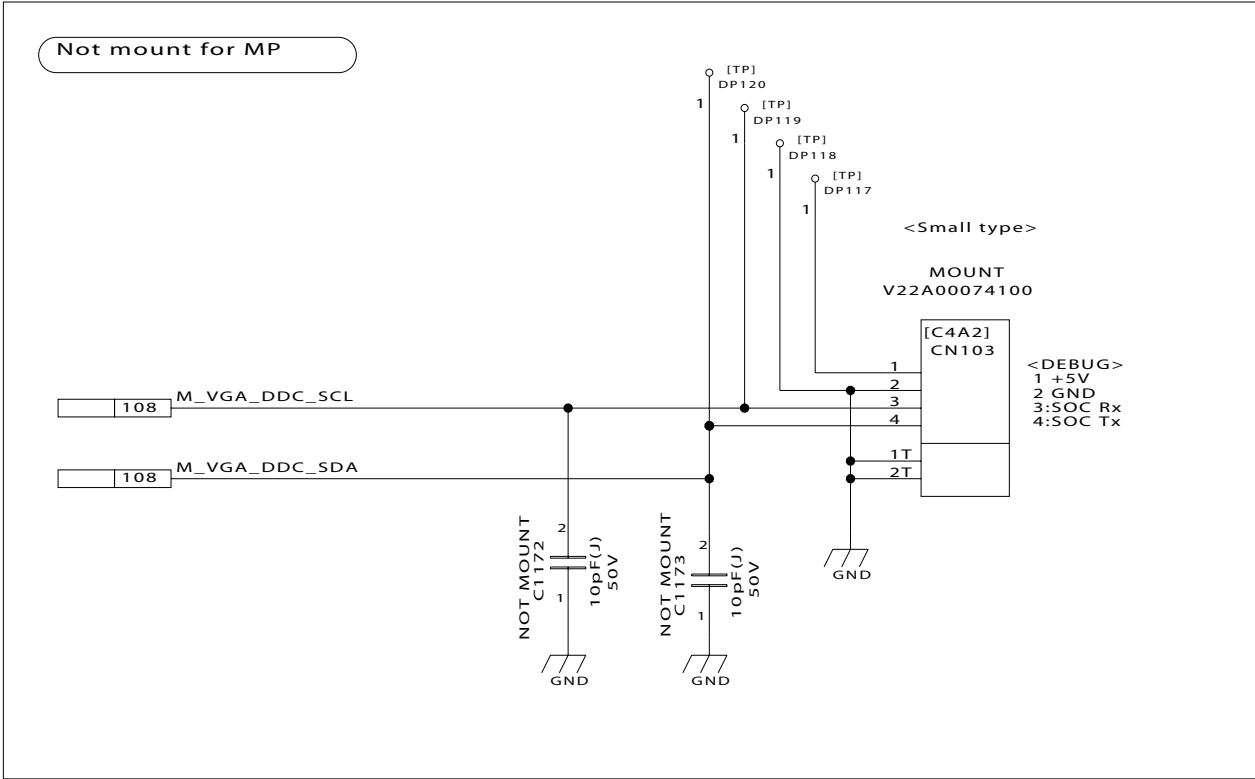 Not mount for MP
[TP]
DP120
1
[TP]
DP119
1
[TP]
DP118
1
[TP]
DP117
1
<Small type>
MOUNT
V22A00074100
[C4A2]
CN103
<DEBUG>
1 +5V
2 GND
3:SOC Rx
4:SOC Tx
1
2
3
4
1T
2T
GND
108
M_VGA_DDC_SCL
108
M_VGA_DDC_SDA
NOT MOUNT
C1172
2
1
10pF(J)
50V
GND
NOT MOUNT
C1173
2
1
10pF(J)
50V
GND